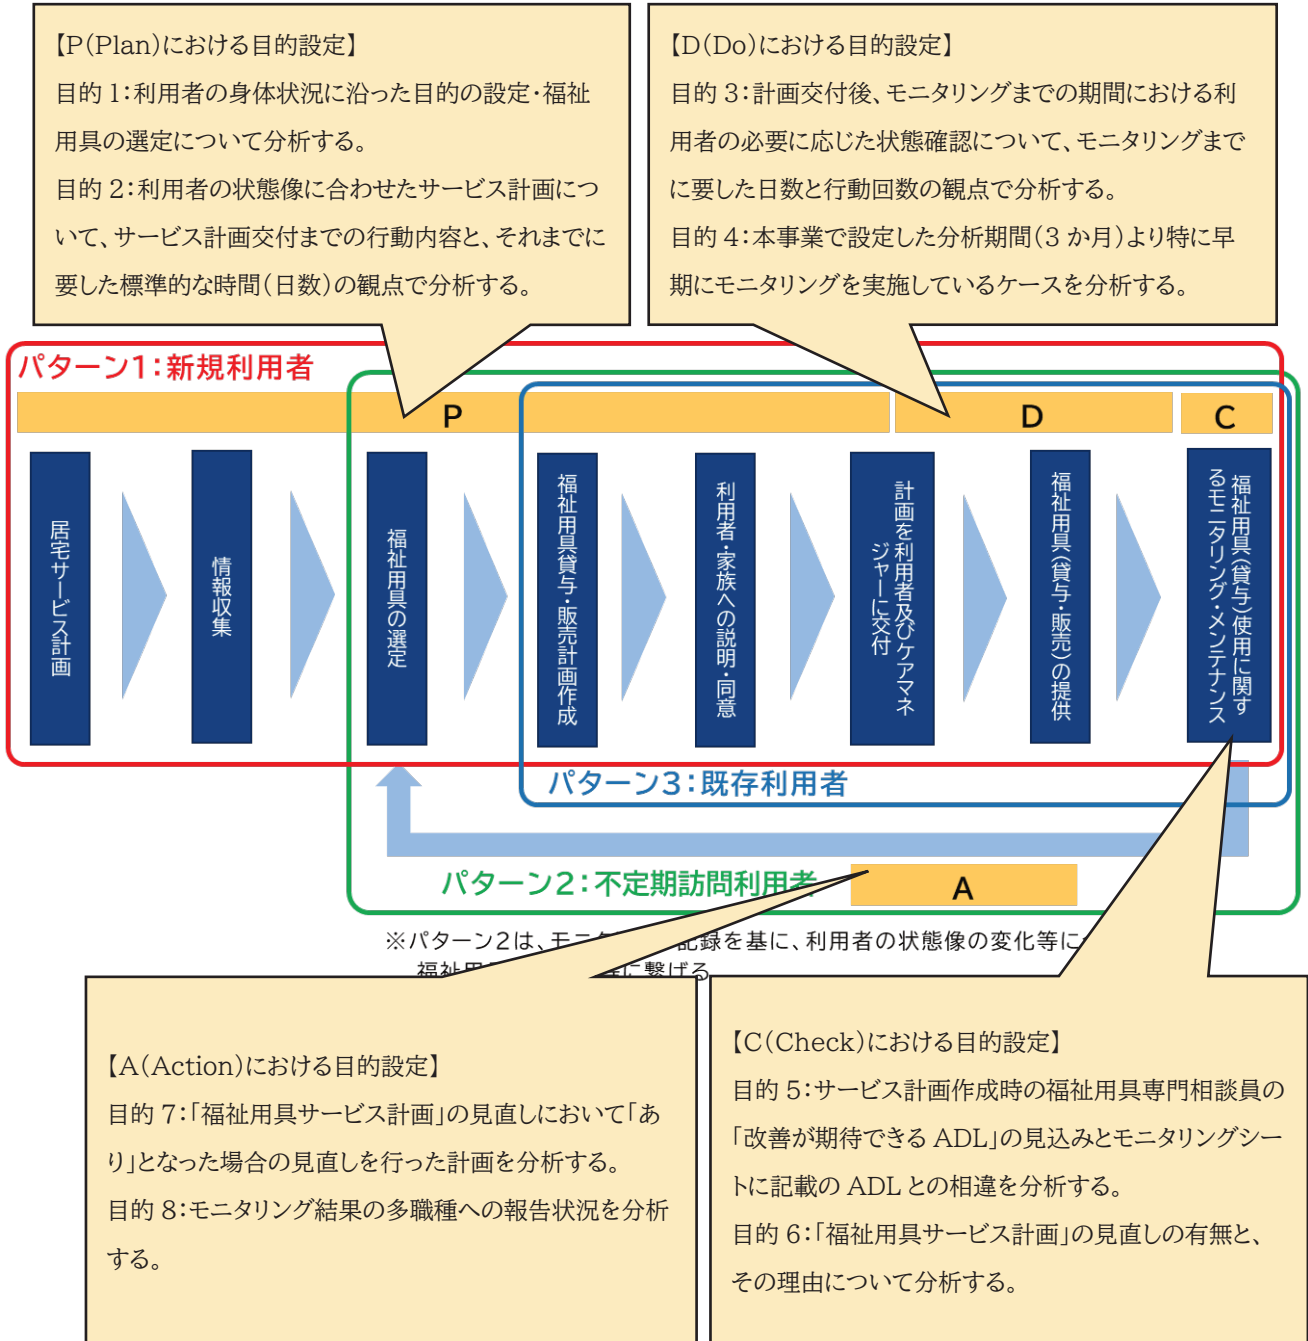 【P(Plan)における目的設定】
目的1:利用者の身体状況に沿った目的の設定・福祉
用具の選定について分析する。
目的2:利用者の状態像に合わせたサービス計画につ
いて、サービス計画交付までの行動内容と、それまでに
要した標準的な時間(日数)の観点で分析する。
【D(Do)における目的設定】
目的3:計画交付後、モニタリングまでの期間における利
用者の必要に応じた状態確認について、モニタリングまで
に要した日数と行動回数の観点で分析する。
目的4:本事業で設定した分析期間(3か月)より特に早
期にモニタリングを実施しているケースを分析する。
パターン1:新規利用者
P
D
C
居宅サービス計画
情報収集
福祉用具の選定
福祉用具貸与・販売計画作成
利用者・家族への説明・同意
計画を利用者及びケアマネ
ジャーに交付
福祉用具(貸与・販売)の提供
福祉用具(貸与)使用に関す
るモニタリング・メンテナンス
パターン3:既存利用者
パターン2:不定期訪問利用者
A
※パターン2は、モニタ 記録を基に、利用者の状態像の変化等に
福祉用 に繋げる
【A(Action)における目的設定】
目的7:「福祉用具サービス計画」の見直しにおいて「あ
り」となった場合の見直しを行った計画を分析する。
目的8:モニタリング結果の多職種への報告状況を分析
する。
【C(Check)における目的設定】
目的5:サービス計画作成時の福祉用具専門相談員の
「改善が期待できるADL」の見込みとモニタリングシー
トに記載のADLとの相違を分析する。
目的6:「福祉用具サービス計画」の見直しの有無と、
その理由について分析する。